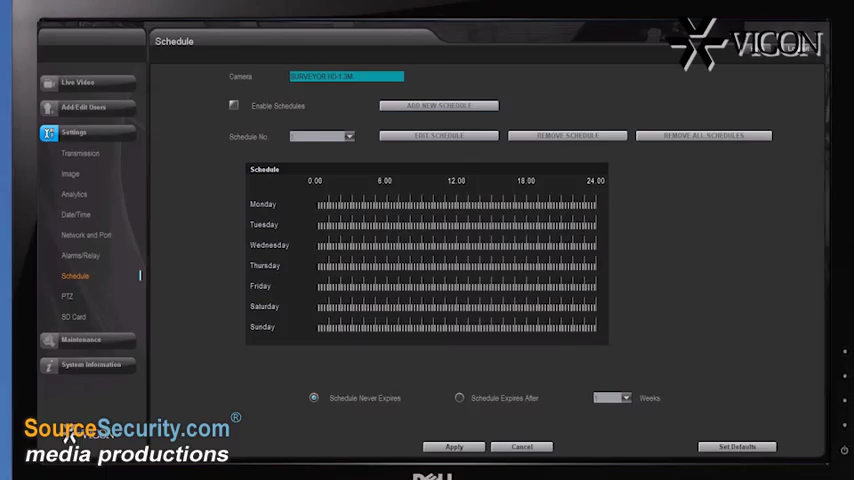 Schedule
VICON
Camera
SURVEYOR HD-1.3M
Enable Schedules
ADD NEW SCHEDULE
Schedule No.
EDIT SCHEDULE
REMOVE SCHEDULE
REMOVE ALL SCHEDULES
Live Video
Add/Edit Users
Settings
Transmission
Image
Analytics
Date/Time
Network and Port
Alarms/Relay
Schedule
PTZ
SD Card
Maintenance
System Information
Schedule
0.00 6.00 12.00 18.00 24.00
Monday
Tuesday
Wednesday
Thursday
Friday
Saturday
Sunday
Schedule Never Expires
Schedule Expires After
Weeks
Apply
Cancel
Set Defaults
SourceSecurity.com®
media productions
DELL